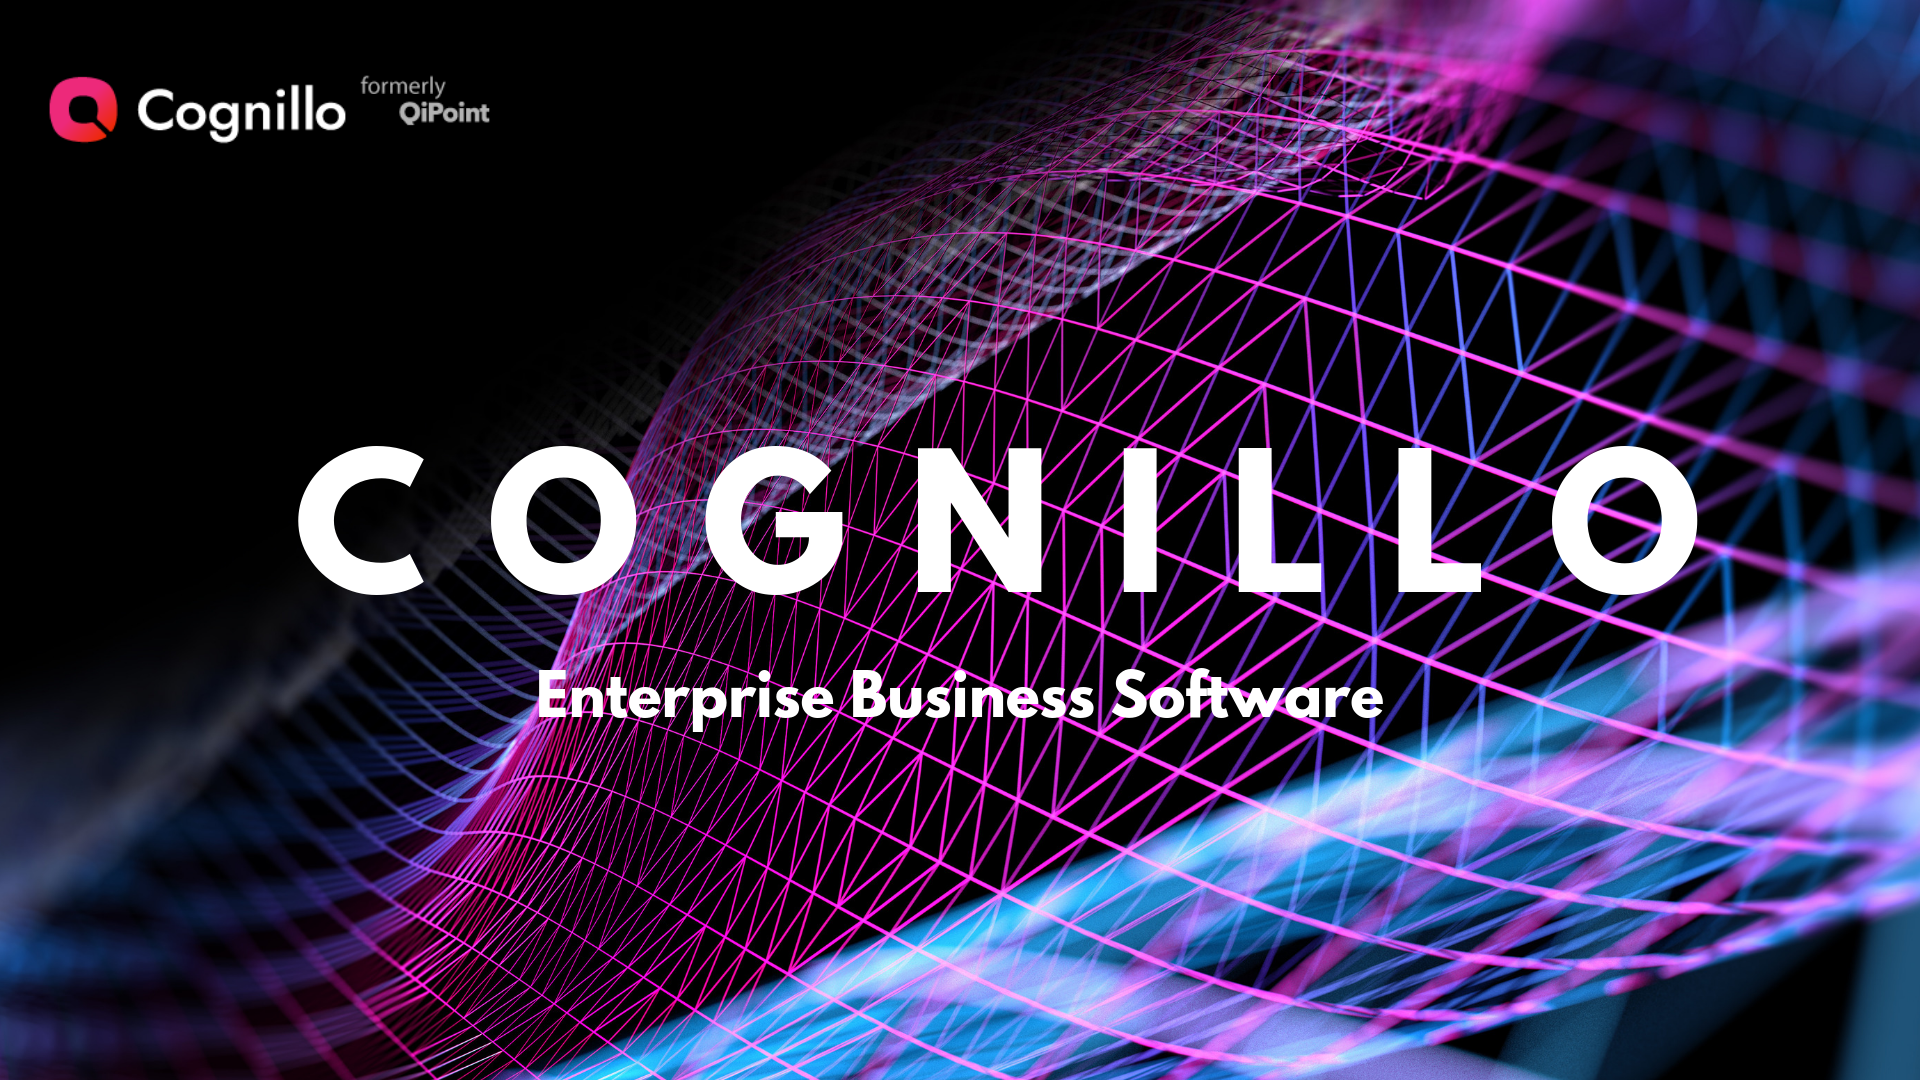 Cognillo
formerly
QiPoint
COGNILLO
Enterprise Business Software